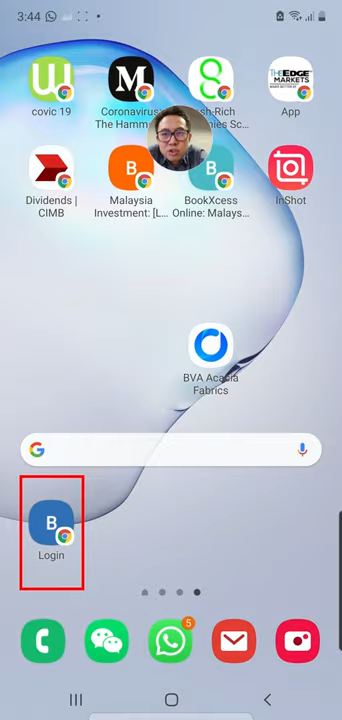 3:44
W
M
S
THE EDGE
MARKETS
covic 19
Coronavirus:
The Hamm
sh-Rich
nies Sc...
App
B
B
Dividends |
CIMB
Malaysia
Investment: [L...
BookXcess
Online: Malays...
InShot
BVA Acacia
Fabrics
G
B
Login
5